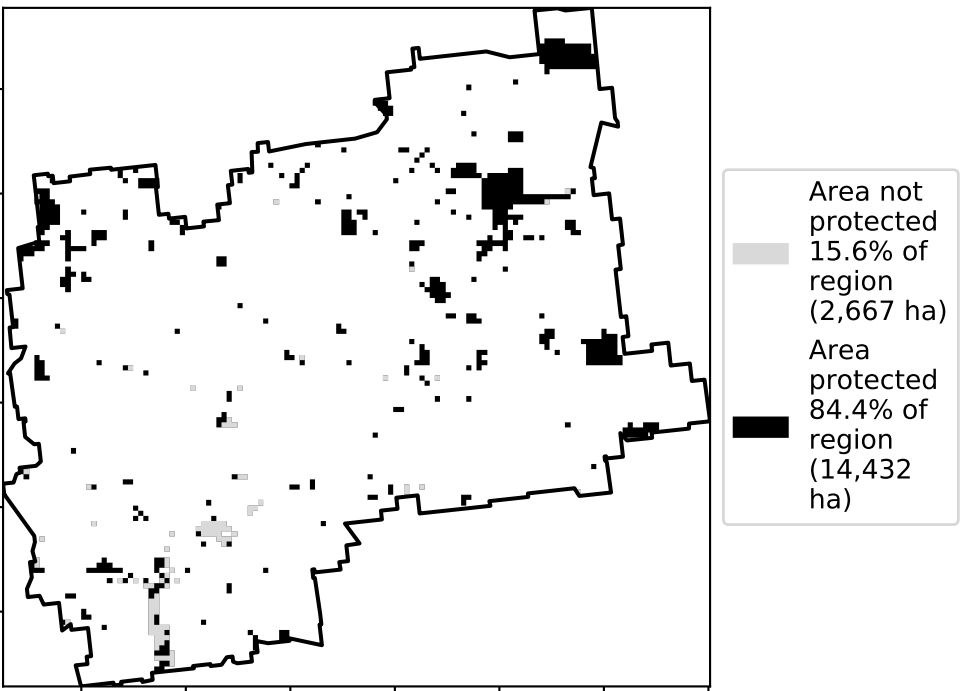 Area not
protected
15.6% of
region
(2,667 ha)
Area
protected
84.4% of
region
(14,432
ha)